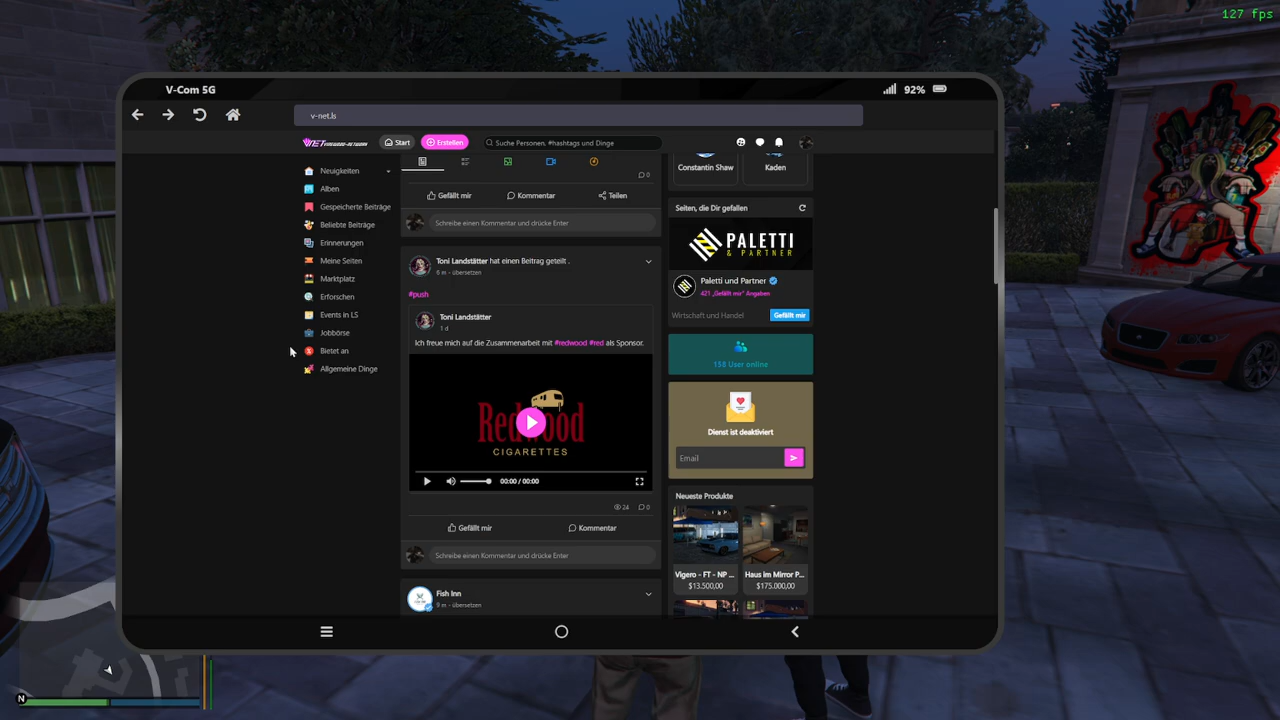 127 fps
V-Com 5G
92%
v-net.ls
VNET
Start
Erstellen
Suche Personen, #hashtags und Dinge
Neuigkeiten
Alben
Gespeicherte Beiträge
Beliebte Beiträge
Erinnerungen
Meine Seiten
Marktplatz
Erforschen
Events in LS
Jobbörse
Bietet an
Allgemeine Dinge
0
Gefällt mir
Kommentar
Teilen
Schreibe einen Kommentar und drücke Enter
Toni Landstätter hat einen Beitrag geteilt .
6 m - übersetzen
#push
Toni Landstätter
1 d
Ich freue mich auf die Zusammenarbeit mit #redwood #red als Sponsor.
Redwood
CIGARETTES
00:00 / 00:00
24
0
Gefällt mir
Kommentar
Schreibe einen Kommentar und drücke Enter
Fish Inn
9 m - übersetzen
Constantin Shaw
Kaden
Seiten, die Dir gefallen
PALETTI
& PARTNER
Paletti und Partner
421 „Gefällt mir" Angaben
Wirtschaft und Handel
Gefällt mir
138 User online
Dienst ist deaktiviert
Email
Neueste Produkte
Vigero - FT - NP ...
$13.500,00
Haus im Mirror P...
$175.000,00
N